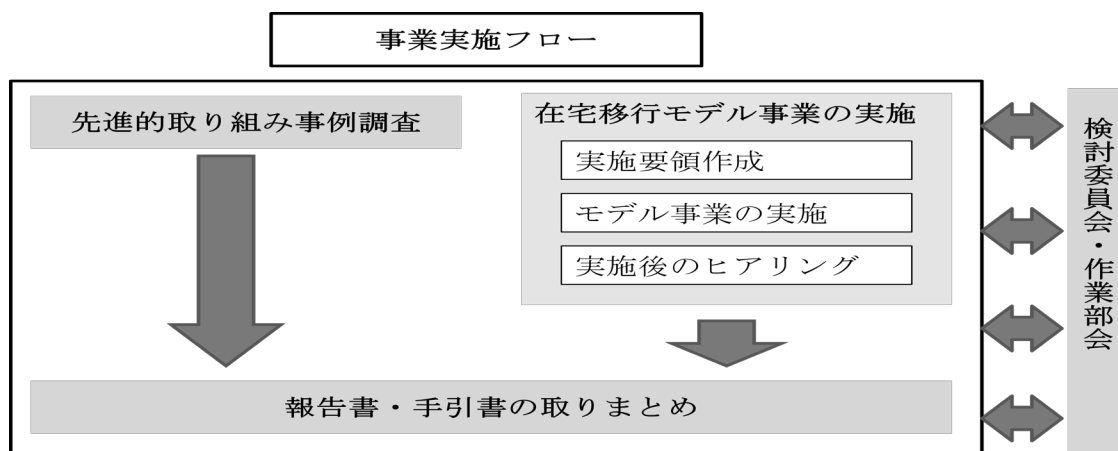 事業実施フロー
先進的取り組み事例調査
在宅移行モデル事業の実施
実施要領作成
モデル事業の実施
実施後のヒアリング
報告書・手引書の取りまとめ
検討委員会・作業部会